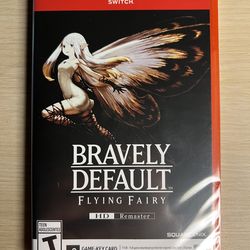 SWITCH
BRAVELY
DEFAULT
FLYING FAIRY
HD Remaster
TEEN
T
SQUARE ENIX
GAME-KEY CARD